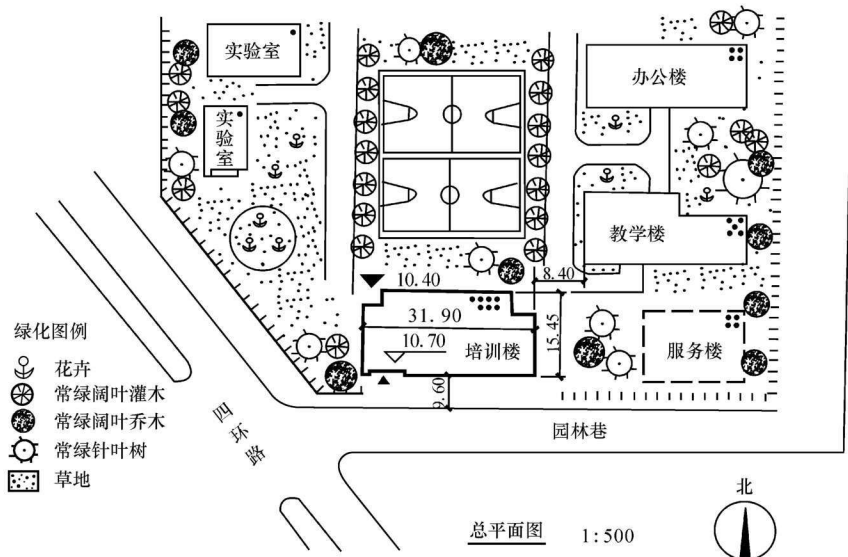 实验室
办公楼
实验室
教学楼
8.40
10.40
31.90
10.70
培训楼
15.45
9.60
服务楼
园林巷
四环路
绿化图例
花卉
常绿阔叶灌木
常绿阔叶乔木
常绿针叶树
草地
总平面图 1:500
北